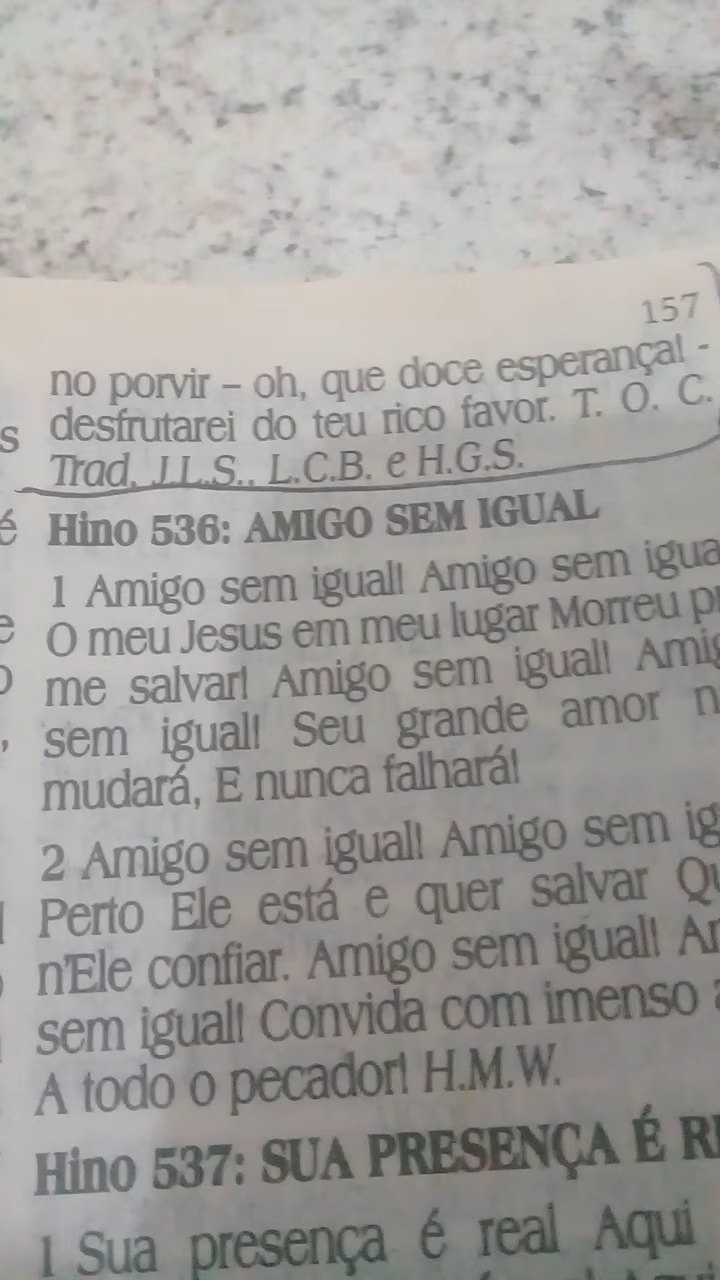 157
no porvir – oh, que doce esperança! -
desfrutarei do teu rico favor. T. O. C.
Trad. J.L.S., L.C.B. e H.G.S.
Hino 536: AMIGO SEM IGUAL
1 Amigo sem igual! Amigo sem
O meu Jesus em meu lugar Morreu
me salvar! Amigo sem igual!
sem igual! Seu grande amor
mudará, E nunca falhará!
2 Amigo sem igual! Amigo sem
Perto Ele está e quer salvar
n'Ele confiar. Amigo sem igual!
sem igual! Convida com imenso
A todo o pecador! H.M.W.
Hino 537: SUA PRESENÇA É
1 Sua presença é real Aqui